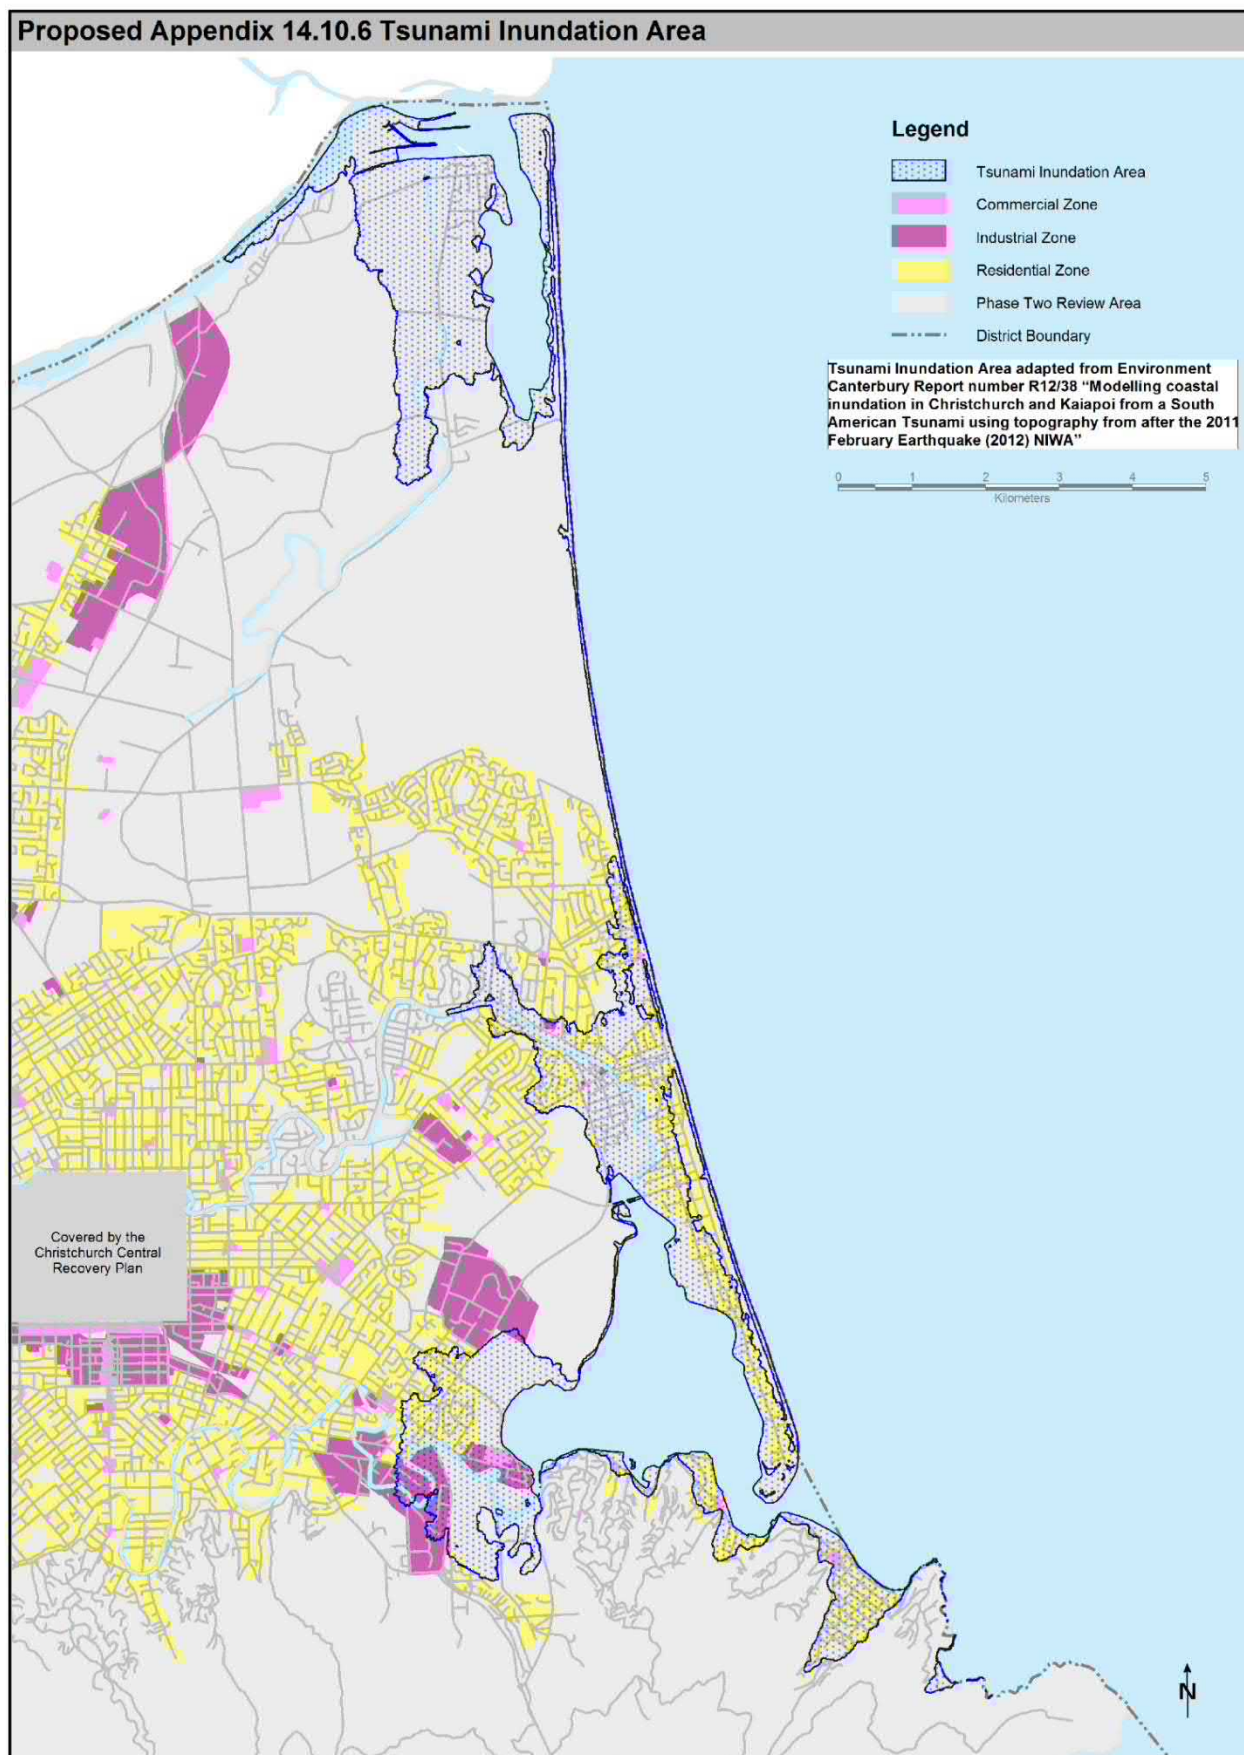 Proposed Appendix 14.10.6 Tsunami Inundation Area
Legend
Tsunami Inundation Area
Commercial Zone
Industrial Zone
Residential Zone
Phase Two Review Area
District Boundary
Tsunami Inundation Area adapted from Environment
Canterbury Report number R12/38 “Modelling coastal
inundation in Christchurch and Kaiapoi from a South
American Tsunami using topography from after the 2011
February Earthquake (2012) NIWA”
0 1 2 3 4 5
Kilometers
Covered by the
Christchurch Central
Recovery Plan
N